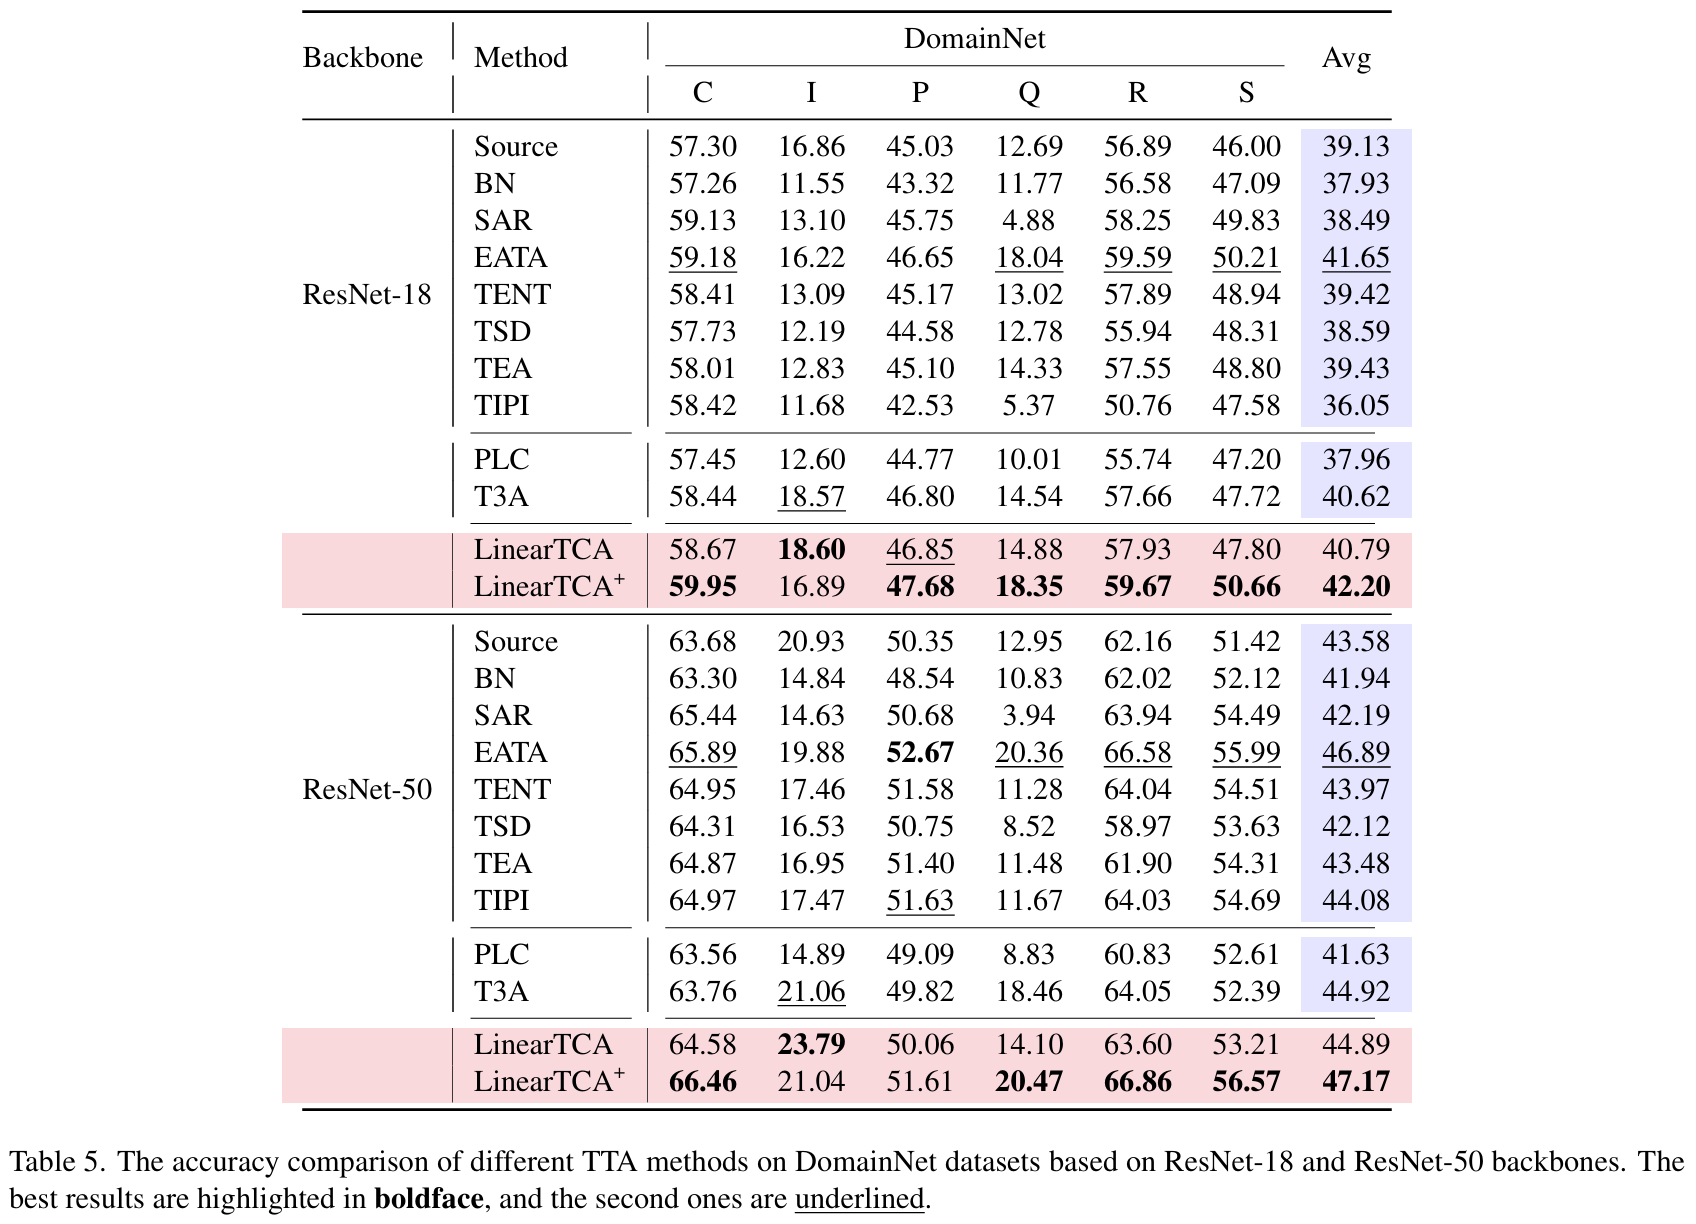 Backbone Method DomainNet Avg
C I P Q R S
Source 57.30 16.86 45.03 12.69 56.89 46.00 39.13
BN 57.26 11.55 43.32 11.77 56.58 47.09 37.93
SAR 59.13 13.10 45.75 4.88 58.25 49.83 38.49
EATA 59.18 16.22 46.65 18.04 59.59 50.21 41.65
ResNet-18 TENT 58.41 13.09 45.17 13.02 57.89 48.94 39.42
TSD 57.73 12.19 44.58 12.78 55.94 48.31 38.59
TEA 58.01 12.83 45.10 14.33 57.55 48.80 39.43
TIPI 58.42 11.68 42.53 5.37 50.76 47.58 36.05
PLC 57.45 12.60 44.77 10.01 55.74 47.20 37.96
T3A 58.44 18.57 46.80 14.54 57.66 47.72 40.62
LinearTCA 58.67 18.60 46.85 14.88 57.93 47.80 40.79
LinearTCA⁺ 59.95 16.89 47.68 18.35 59.67 50.66 42.20
Source 63.68 20.93 50.35 12.95 62.16 51.42 43.58
BN 63.30 14.84 48.54 10.83 62.02 52.12 41.94
SAR 65.44 14.63 50.68 3.94 63.94 54.49 42.19
EATA 65.89 19.88 52.67 20.36 66.58 55.99 46.89
ResNet-50 TENT 64.95 17.46 51.58 11.28 64.04 54.51 43.97
TSD 64.31 16.53 50.75 8.52 58.97 53.63 42.12
TEA 64.87 16.95 51.40 11.48 61.90 54.31 43.48
TIPI 64.97 17.47 51.63 11.67 64.03 54.69 44.08
PLC 63.56 14.89 49.09 8.83 60.83 52.61 41.63
T3A 63.76 21.06 49.82 18.46 64.05 52.39 44.92
LinearTCA 64.58 23.79 50.06 14.10 63.60 53.21 44.89
LinearTCA⁺ 66.46 21.04 51.61 20.47 66.86 56.57 47.17
Table 5. The accuracy comparison of different TTA methods on DomainNet datasets based on ResNet-18 and ResNet-50 backbones. The
best results are highlighted in boldface, and the second ones are underlined.